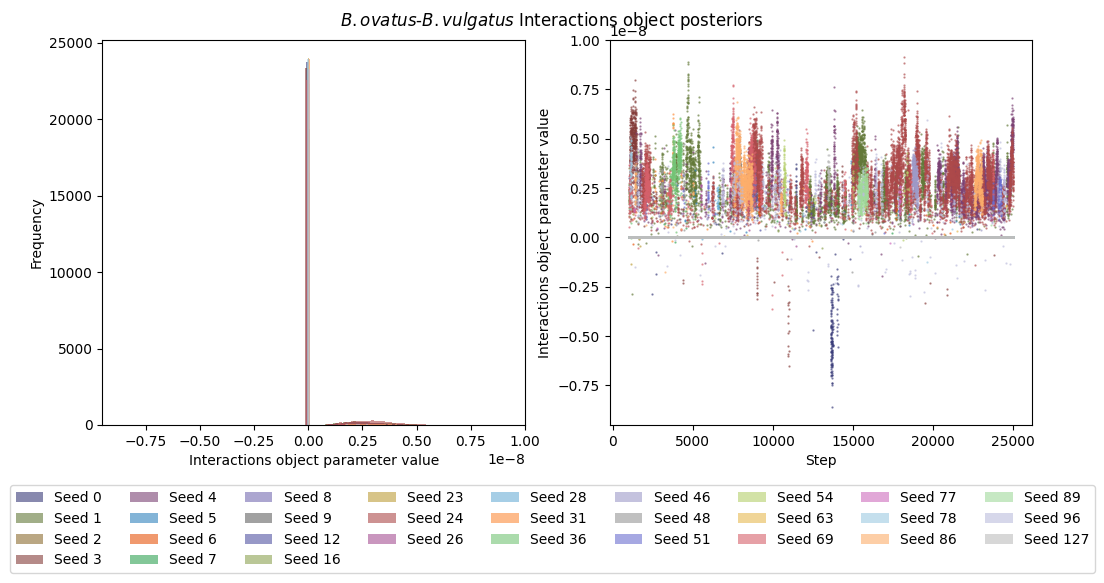 B. ovatus-B. vulgatus Interactions object posteriors
25000
20000
15000
10000
5000
0
Frequency
−0.75 −0.50 −0.25 0.00 0.25 0.50 0.75 1.00
1e−8
Interactions object parameter value
1e−8
1.00
0.75
0.50
0.25
0.00
−0.25
−0.50
−0.75
Interactions object parameter value
0 5000 10000 15000 20000 25000
Step
Seed 0 Seed 4 Seed 8 Seed 23 Seed 28 Seed 46 Seed 54 Seed 77 Seed 89
Seed 1 Seed 5 Seed 9 Seed 24 Seed 31 Seed 48 Seed 63 Seed 78 Seed 96
Seed 2 Seed 6 Seed 12 Seed 26 Seed 36 Seed 51 Seed 69 Seed 86 Seed 127
Seed 3 Seed 7 Seed 16